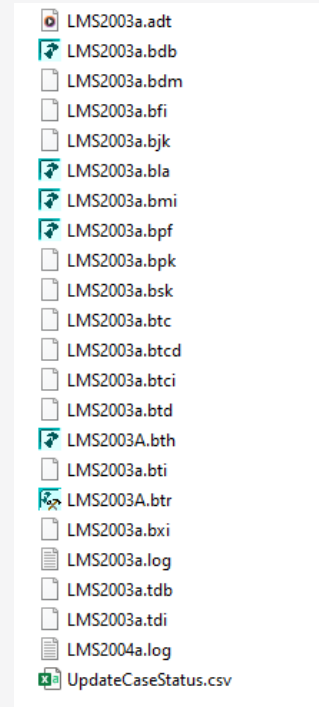 LMS2003a.adt
LMS2003a.bdb
LMS2003a.bdm
LMS2003a.bfi
LMS2003a.bjk
LMS2003a.bla
LMS2003a.bmi
LMS2003a.bpf
LMS2003a.bpk
LMS2003a.bsk
LMS2003a.btc
LMS2003a.btcd
LMS2003a.btci
LMS2003a.btd
LMS2003A.bth
LMS2003a.bti
LMS2003A.btr
LMS2003a.bxi
LMS2003a.log
LMS2003a.tdb
LMS2003a.tdi
LMS2004a.log
UpdateCaseStatus.csv